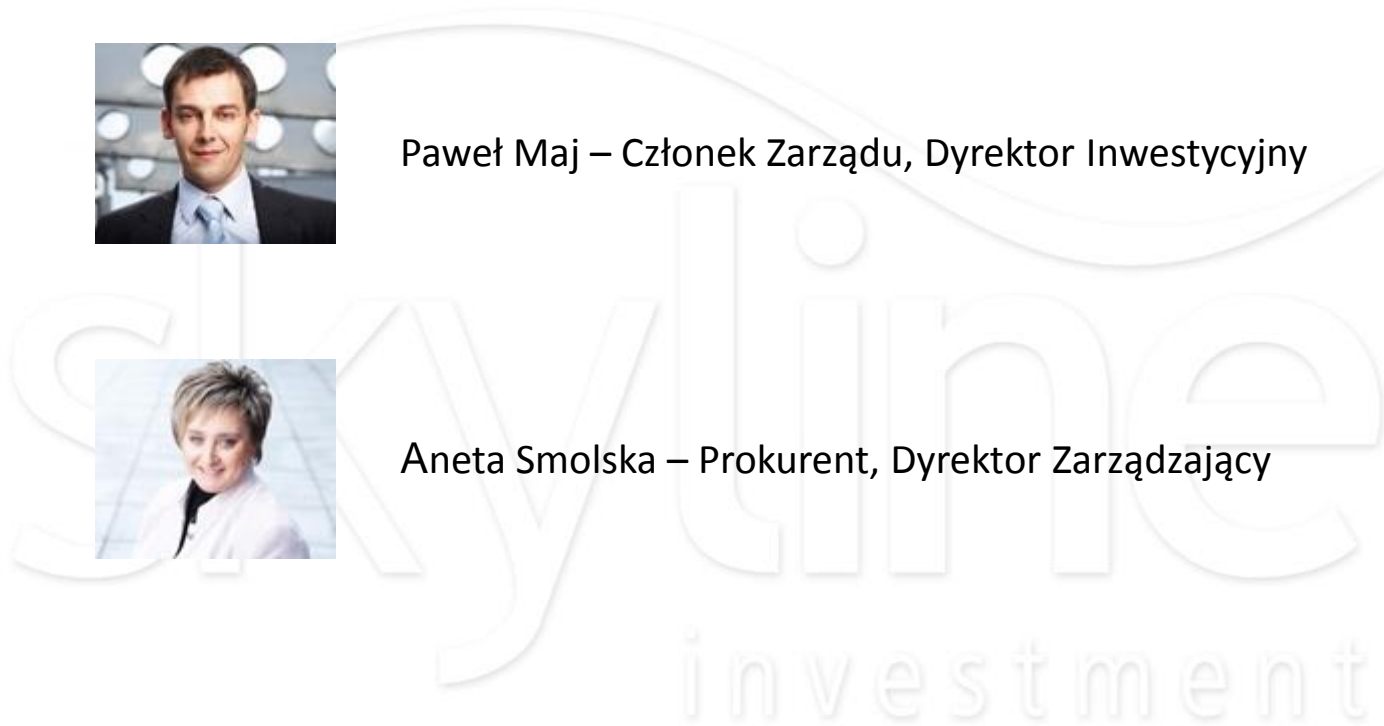 Paweł Maj – Członek Zarządu, Dyrektor Inwestycyjny
Aneta Smolska – Prokurent, Dyrektor Zarządzający
skyline
investment